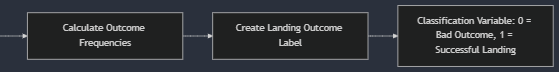 Calculate Outcome
Frequencies
Create Landing Outcome
Label
Classification Variable: 0 =
Bad Outcome, 1 =
Successful Landing